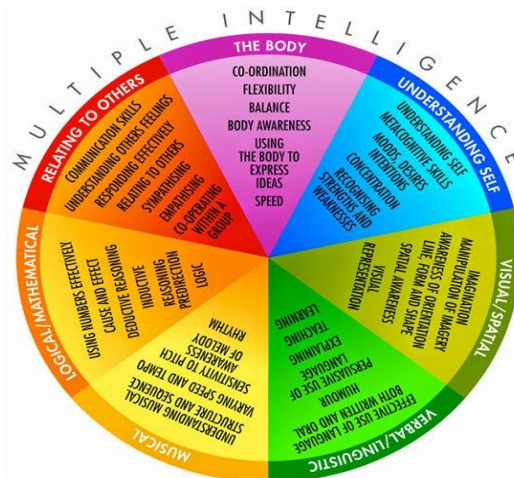 MULTIPLE INTELLIGENCE
THE BODY
CO-ORDINATION
FLEXIBILITY
BALANCE
BODY AWARENESS
USING
THE BODY TO
EXPRESS
IDEAS
SPEED
UNDERSTANDING SELF
UNDERSTANDING SELF
METACOGNITIVE SKILLS
MOODS, DESIRES
INTENTIONS
CONCENTRATION
RECOGNISING
STRENGTHS AND
WEAKNESSES
VISUAL/SPATIAL
IMAGINATION
MANIPULATION OF IMAGERY
AWARENESS OF ORIENTATION
LINE, FORM AND SHAPE
SPATIAL AWARENESS
VISUAL
REPRESENTATION
VERBAL/LINGUISTIC
EFFECTIVE USE OF LANGUAGE
BOTH WRITTEN AND ORAL
HUMOUR
PERSUASIVE USE OF
LANGUAGE
EXPLAINING
TEACHING
LEARNING
MUSICAL
UNDERSTANDING MUSICAL
STRUCTURE AND SEQUENCE
VARYING SPEED AND TEMPO
SENSITIVITY TO PITCH
AWARENESS
OF MELODY
RHYTHM
LOGICAL/MATHEMATICAL
USING NUMBERS EFFECTIVELY
CAUSE AND EFFECT
DEDUCTIVE REASONING
INDUCTIVE
REASONING
PREDIRECTION
LOGIC
RELATING TO OTHERS
COMMUNICATION SKILLS
UNDERSTANDING OTHERS FEELINGS
RESPONDING EFFECTIVELY
RELATING TO OTHERS
SYMPATHISING
EMPATHISING
CO-OPERATING
WITHIN A
GROUP